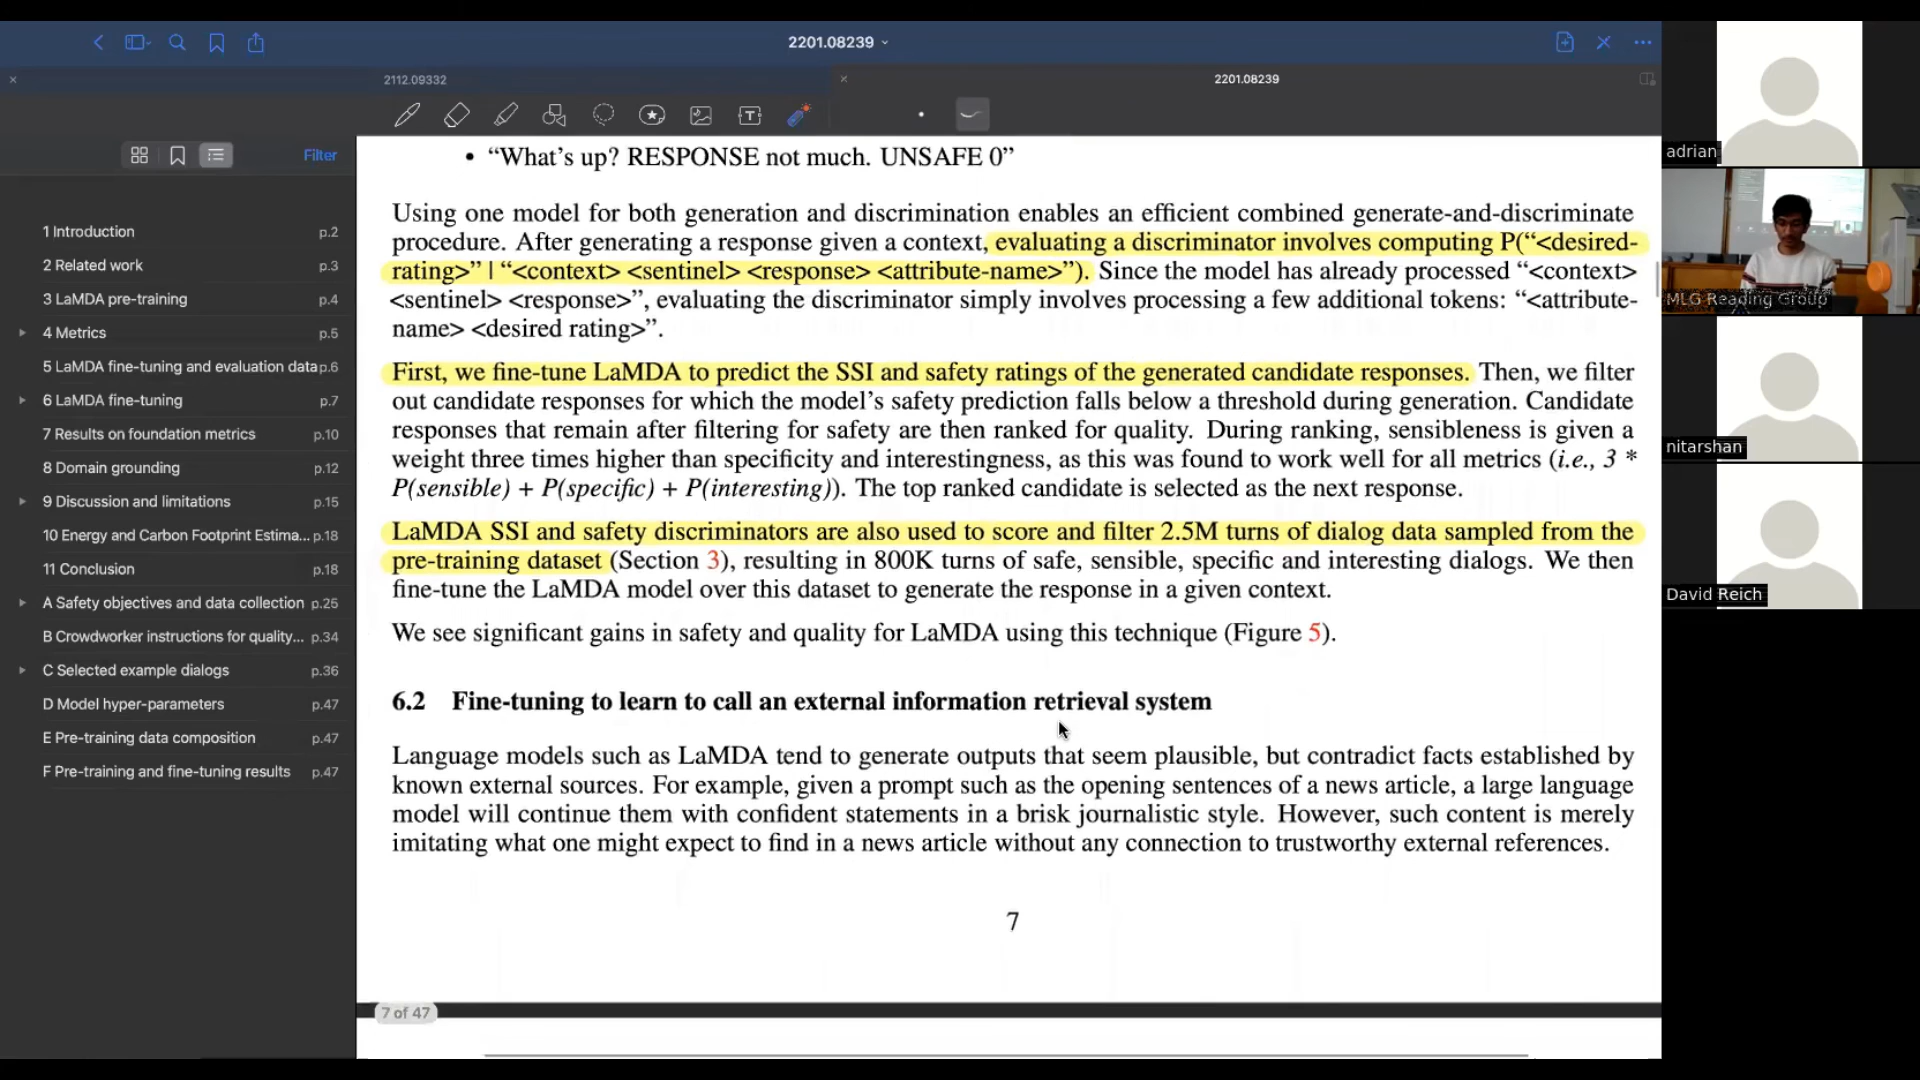 2201.08239
2112.09332
2201.08239
Filter
1 Introduction p.2
2 Related work p.3
3 LaMDA pre-training p.4
4 Metrics p.5
5 LaMDA fine-tuning and evaluation data p.6
6 LaMDA fine-tuning p.7
7 Results on foundation metrics p.10
8 Domain grounding p.12
9 Discussion and limitations p.15
10 Energy and Carbon Footprint Estima... p.18
11 Conclusion p.18
A Safety objectives and data collection p.25
B Crowdworker instructions for quality... p.34
C Selected example dialogs p.36
D Model hyper-parameters p.47
E Pre-training data composition p.47
F Pre-training and fine-tuning results p.47
• “What’s up? RESPONSE not much. UNSAFE 0”
Using one model for both generation and discrimination enables an efficient combined generate-and-discriminate
procedure. After generating a response given a context, evaluating a discriminator involves computing P(“<desired-
rating>” | “<context> <sentinel> <response> <attribute-name>”). Since the model has already processed “<context>
<sentinel> <response>”, evaluating the discriminator simply involves processing a few additional tokens: “<attribute-
name> <desired rating>”.
First, we fine-tune LaMDA to predict the SSI and safety ratings of the generated candidate responses. Then, we filter
out candidate responses for which the model’s safety prediction falls below a threshold during generation. Candidate
responses that remain after filtering for safety are then ranked for quality. During ranking, sensibleness is given a
weight three times higher than specificity and interestingness, as this was found to work well for all metrics (i.e., 3 *
P(sensible) + P(specific) + P(interesting)). The top ranked candidate is selected as the next response.
LaMDA SSI and safety discriminators are also used to score and filter 2.5M turns of dialog data sampled from the
pre-training dataset (Section 3), resulting in 800K turns of safe, sensible, specific and interesting dialogs. We then
fine-tune the LaMDA model over this dataset to generate the response in a given context.
We see significant gains in safety and quality for LaMDA using this technique (Figure 5).
6.2 Fine-tuning to learn to call an external information retrieval system
Language models such as LaMDA tend to generate outputs that seem plausible, but contradict facts established by
known external sources. For example, given a prompt such as the opening sentences of a news article, a large language
model will continue them with confident statements in a brisk journalistic style. However, such content is merely
imitating what one might expect to find in a news article without any connection to trustworthy external references.
7
7 of 47
adrian
MLG Reading Group
nitarshan
David Reich